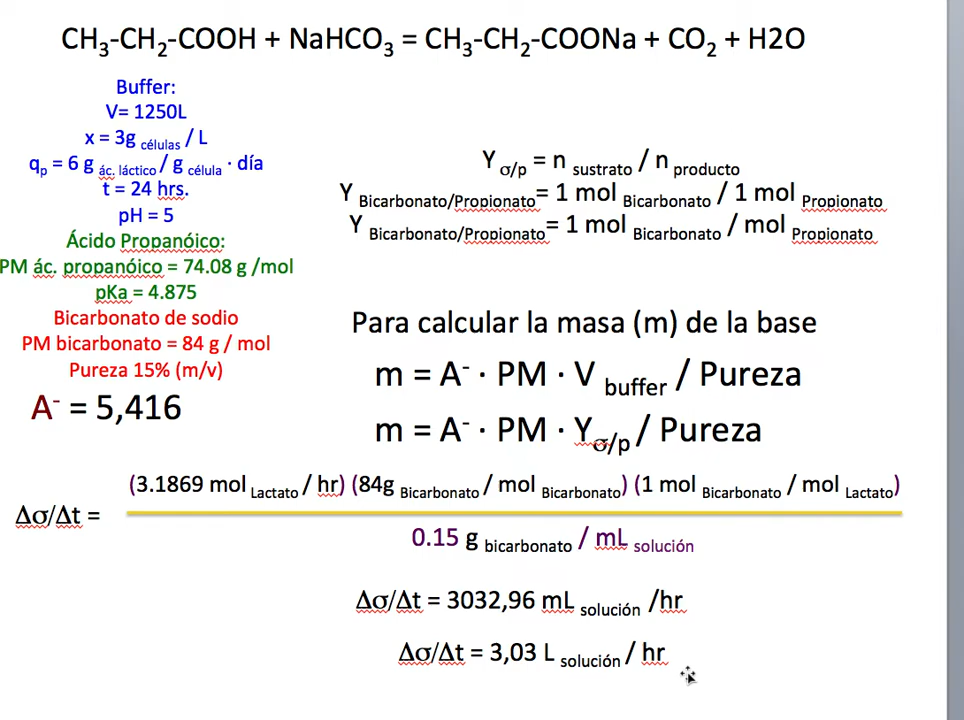 CH3-CH2-COOH + NaHCO3 = CH3-CH2-COONa + CO2 + H2O
Buffer:
V= 1250L
x = 3g células / L
qp = 6 g ác. láctico / g célula · día
t = 24 hrs.
pH = 5
Ácido Propanóico:
PM ác. propanóico = 74.08 g /mol
pKa = 4.875
Bicarbonato de sodio
PM bicarbonato = 84 g / mol
Pureza 15% (m/v)
A- = 5,416
Y σ/p = n sustrato / n producto
Y Bicarbonato/Propionato= 1 mol Bicarbonato / 1 mol Propionato
Y Bicarbonato/Propionato= 1 mol Bicarbonato / mol Propionato
Para calcular la masa (m) de la base
m = A- · PM · V buffer / Pureza
m = A- · PM · Yσ/p / Pureza
Δσ/Δt =
(3.1869 mol Lactato / hr) (84g Bicarbonato / mol Bicarbonato) (1 mol Bicarbonato / mol Lactato)
0.15 g bicarbonato / mL solución
Δσ/Δt = 3032,96 mL solución /hr
Δσ/Δt = 3,03 L solución / hr